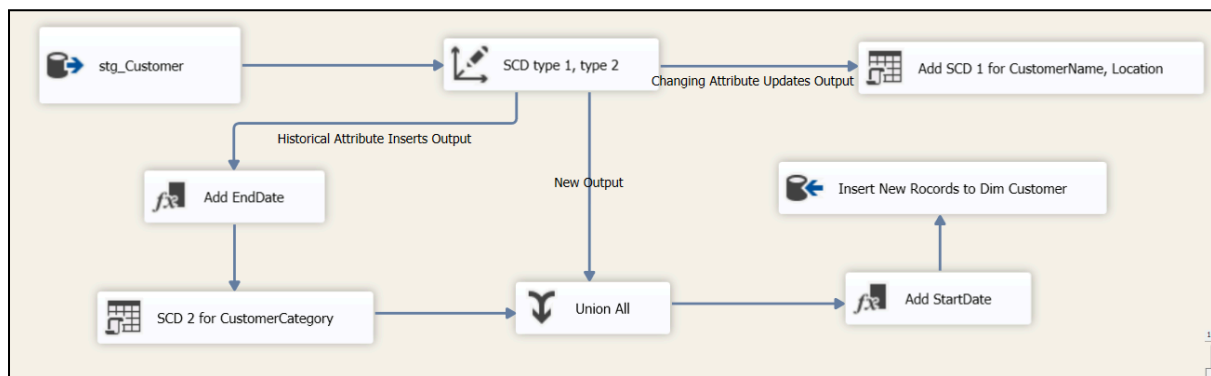 stg_Customer
SCD type 1, type 2
Changing Attribute Updates Output
Add SCD 1 for CustomerName, Location
Historical Attribute Inserts Output
Add EndDate
New Output
Insert New Rocords to Dim Customer
SCD 2 for CustomerCategory
Union All
Add StartDate